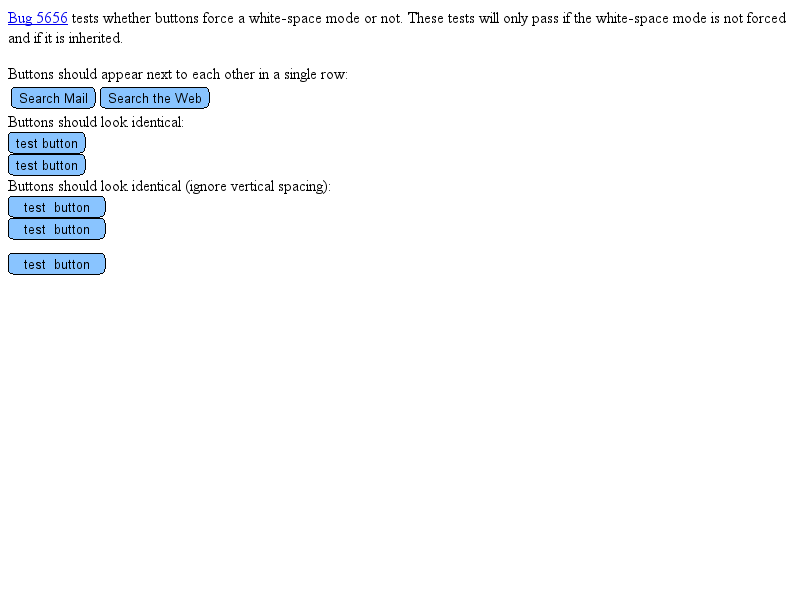 Bug 5656 tests whether buttons force a white-space mode or not. These tests will only pass if the white-space mode is not forced
and if it is inherited.
Buttons should appear next to each other in a single row:
Search Mail Search the Web
Buttons should look identical:
test button
test button
Buttons should look identical (ignore vertical spacing):
test  button
test  button
test  button